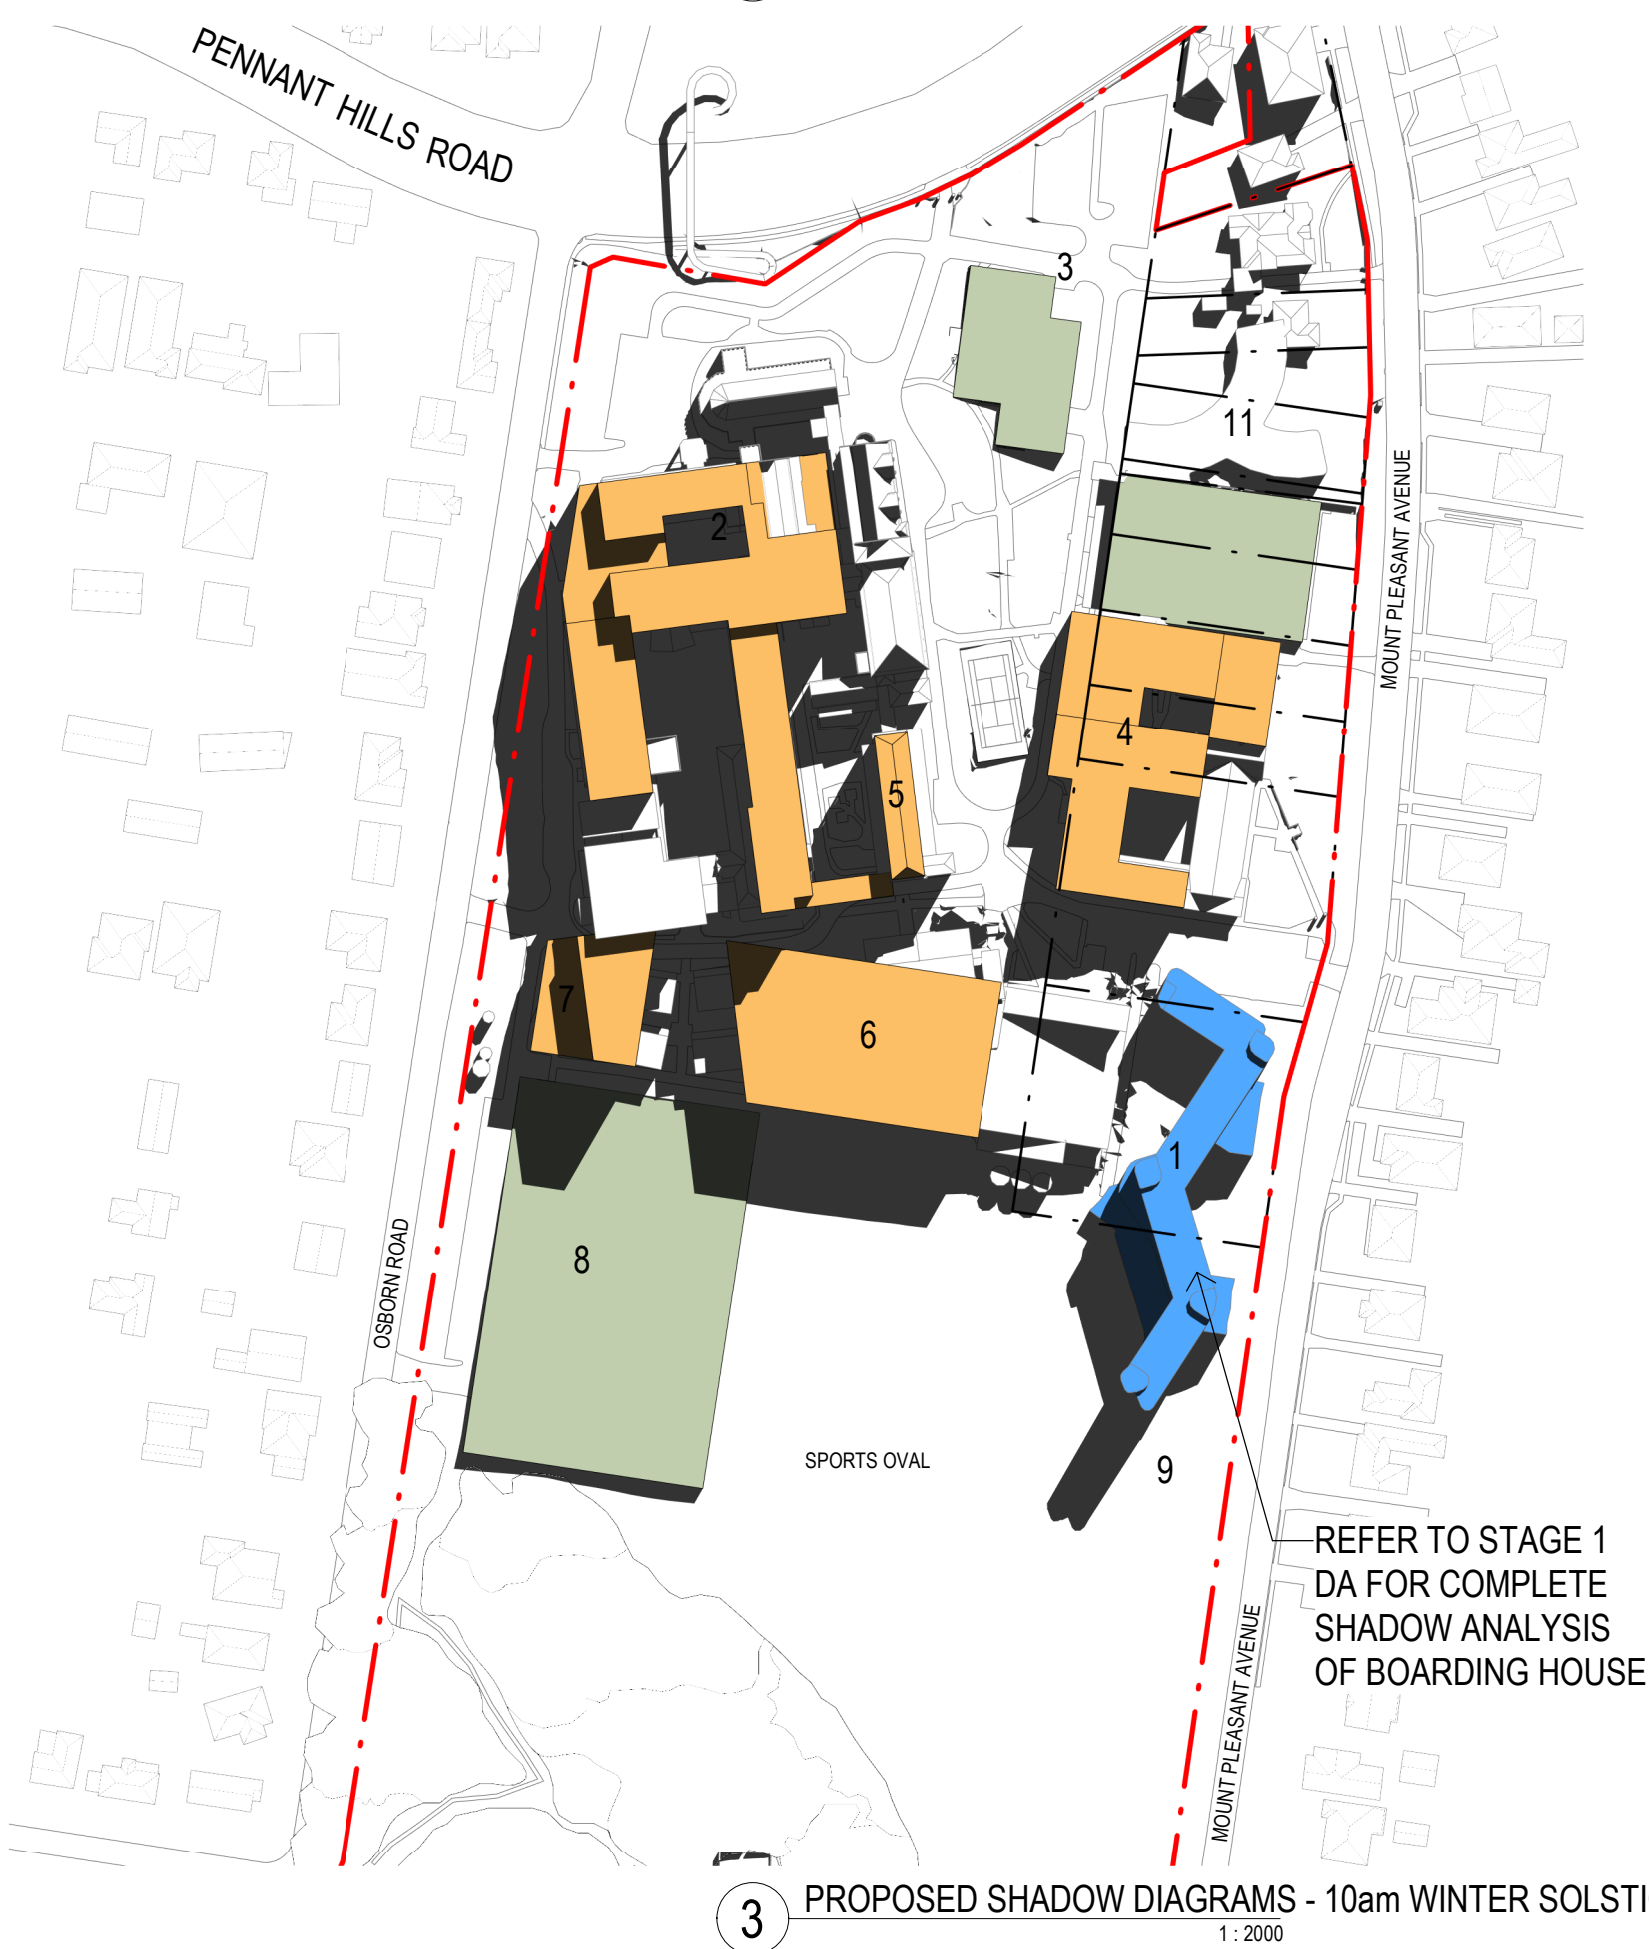 PENNANT HILLS ROAD
3
11
2
MOUNT PLEASANT AVENUE
4
5
7
6
1
8
OSBORN ROAD
SPORTS OVAL
9
REFER TO STAGE 1
DA FOR COMPLETE
SHADOW ANALYSIS
OF BOARDING HOUSE
MOUNT PLEASANT AVENUE
3 PROPOSED SHADOW DIAGRAMS - 10am WINTER SOLSTI
1 : 2000